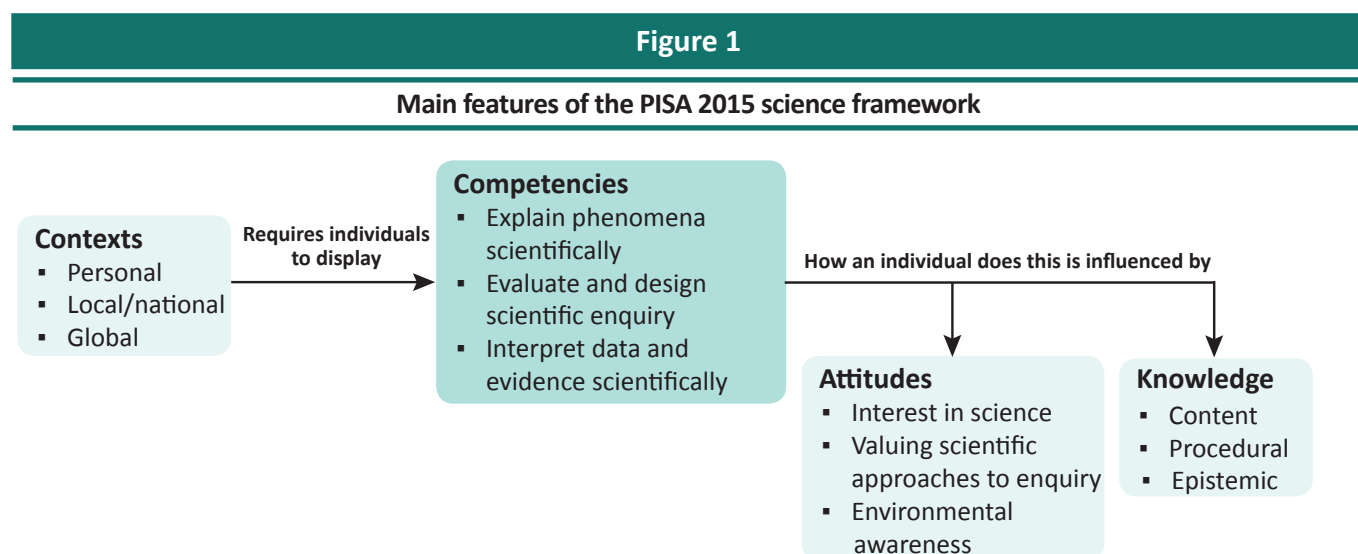 Figure 1
Main features of the PISA 2015 science framework
Contexts
▪ Personal
▪ Local/national
▪ Global
Requires individuals
to display
Competencies
▪ Explain phenomena
scientifically
▪ Evaluate and design
scientific enquiry
▪ Interpret data and
evidence scientifically
How an individual does this is influenced by
Attitudes
▪ Interest in science
▪ Valuing scientific
approaches to enquiry
▪ Environmental
awareness
Knowledge
▪ Content
▪ Procedural
▪ Epistemic